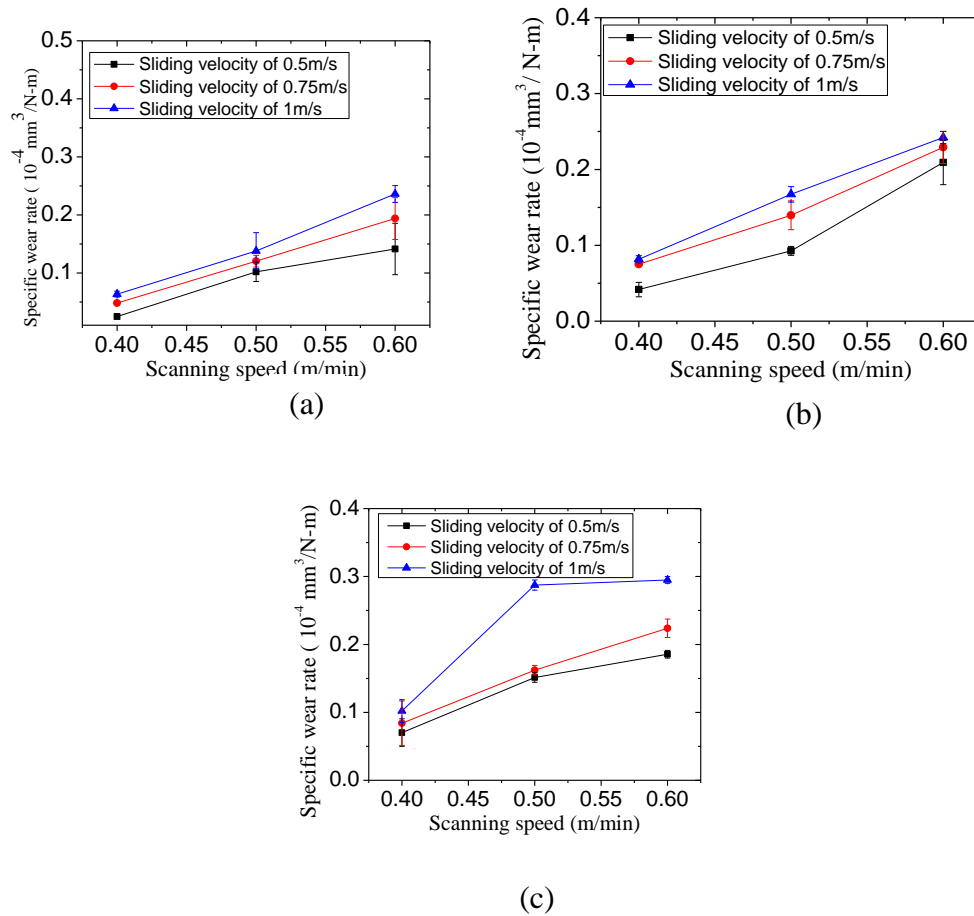 Specific wear rate ( 10⁻⁴ mm³/N-m)
0.5
0.4
0.3
0.2
0.1
Sliding velocity of 0.5m/s
Sliding velocity of 0.75m/s
Sliding velocity of 1m/s
0.40 0.45 0.50 0.55 0.60
Scanning speed (m/min)
(a)
Specific wear rate (10⁻⁴ mm³/ N-m)
0.4
0.3
0.2
0.1
0.0
Sliding velocity of 0.5m/s
Sliding velocity of 0.75m/s
Sliding velocity of 1m/s
0.40 0.45 0.50 0.55 0.60
Scanning speed (m/min)
(b)
Specific wear rate ( 10⁻⁴ mm³/N-m)
0.4
0.3
0.2
0.1
0.0
Sliding velocity of 0.5m/s
Sliding velocity of 0.75m/s
Sliding velocity of 1m/s
0.40 0.45 0.50 0.55 0.60
Scanning speed (m/min)
(c)